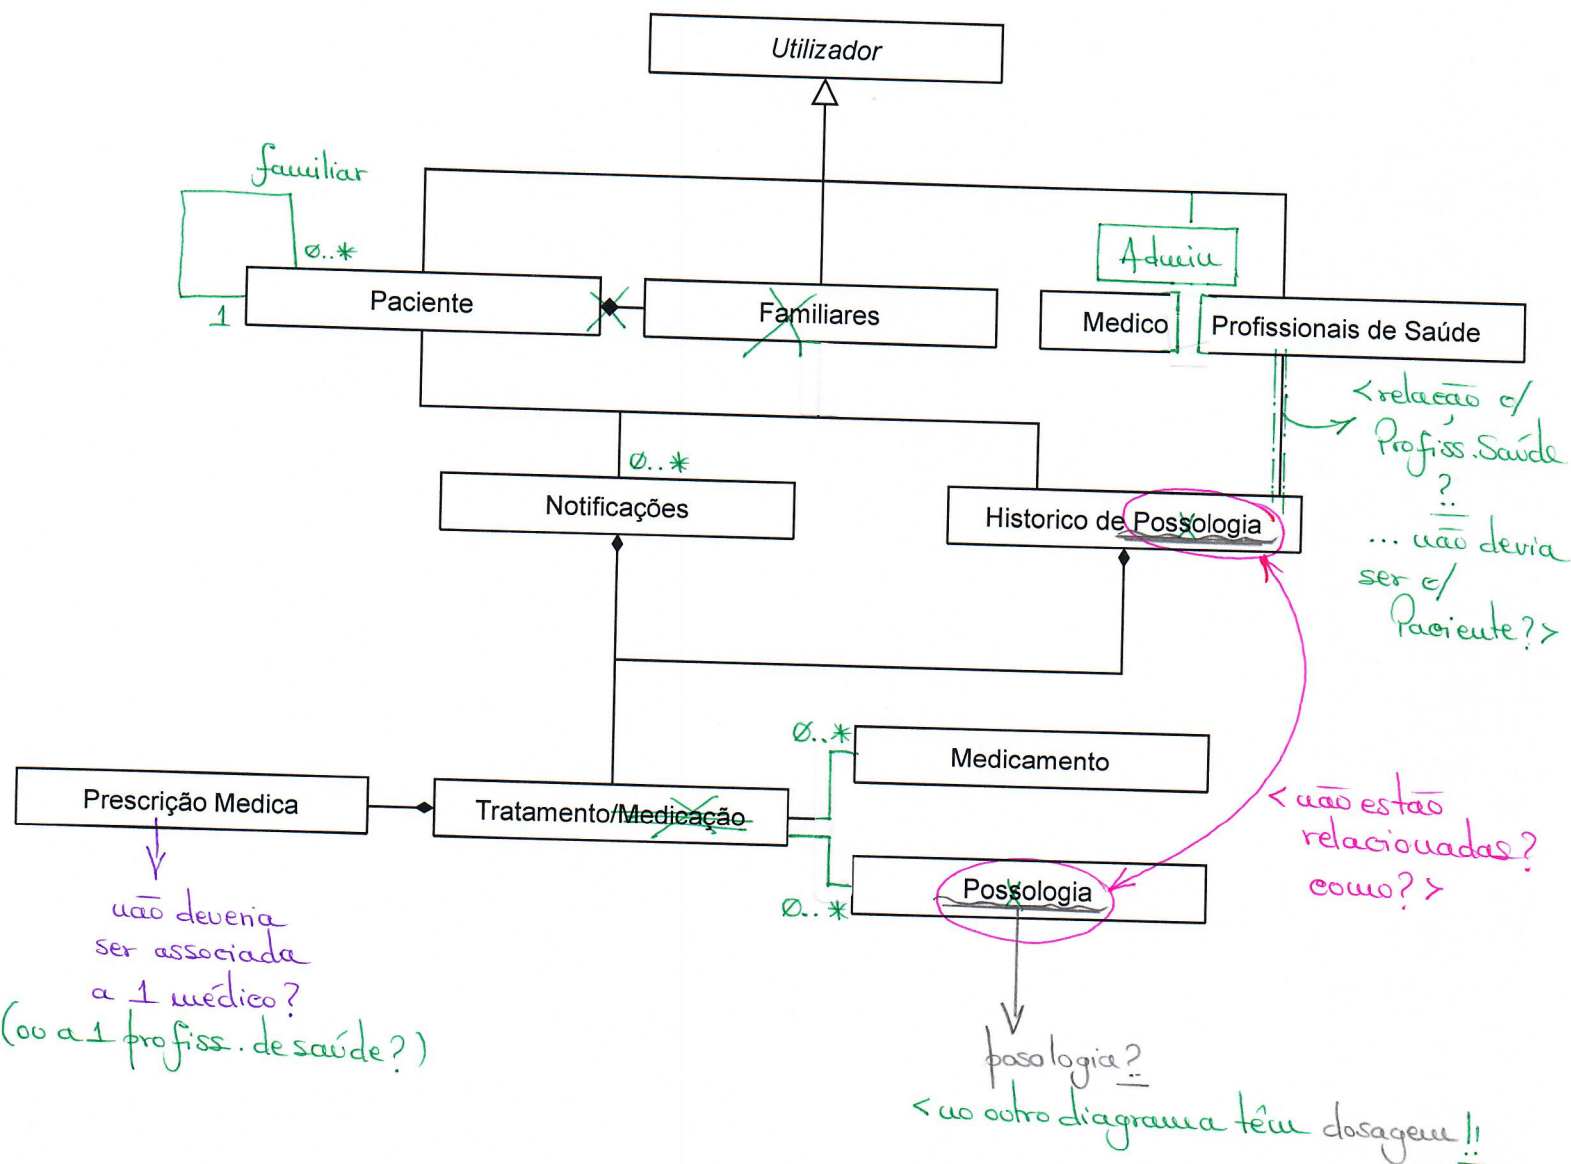 Utilizador
familiar
Ø..*
Admin
Paciente
Familiares
Medico
Profissionais de Saúde
1
<relação c/
Profiss. Saúde
?
... não devia
ser c/
Paciente?>
Ø..*
Notificações
Historico de Possologia
Ø..*
Medicamento
Prescrição Medica
Tratamento/Medicação
<não estão
relacionadas?
como?>
Possologia
Ø..*
não deveria
ser associada
a 1 médico?
(ou a 1 profiss. de saúde?)
posologia?
<no outro diagrama têm dosagem!!